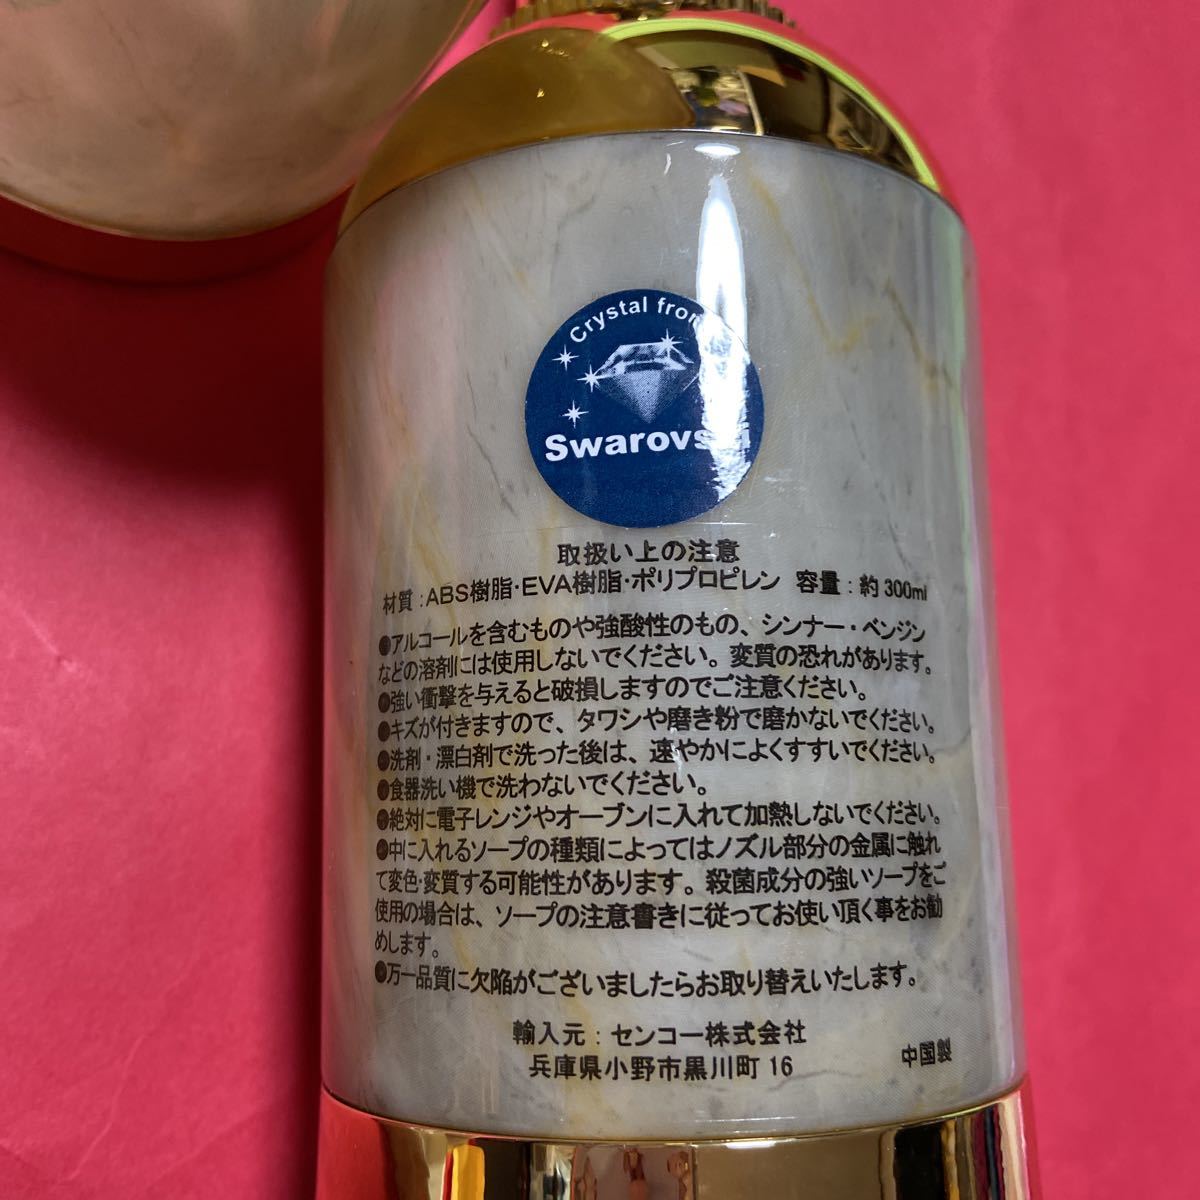 Crystal from
Swarovski
取扱い上の注意
材質:ABS樹脂・EVA樹脂・ポリプロピレン 容量:約300ml
●アルコールを含むものや強酸性のもの、シンナー・ベンジン
などの溶剤には使用しないでください。変質の恐れがあります。
●強い衝撃を与えると破損しますのでご注意ください。
●キズが付きますので、タワシや磨き粉で磨かないでください。
●洗剤・漂白剤で洗った後は、速やかによくすすいでください。
●食器洗い機で洗わないでください。
●絶対に電子レンジやオーブンに入れて加熱しないでください。
●中に入れるソープの種類によってはノズル部分の金属に触れ
て変色・変質する可能性があります。殺菌成分の強いソープをご
使用の場合は、ソープの注意書きに従ってお使い頂く事をお勧
めします。
●万一品質に欠陥がございましたらお取り替えいたします。
輸入元:センコー株式会社
兵庫県小野市黒川町16
中国製